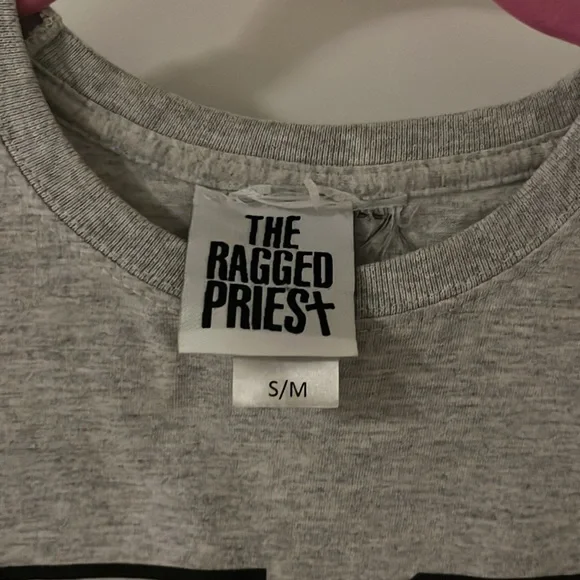 THE
RAGGED
PRIEST
S/M